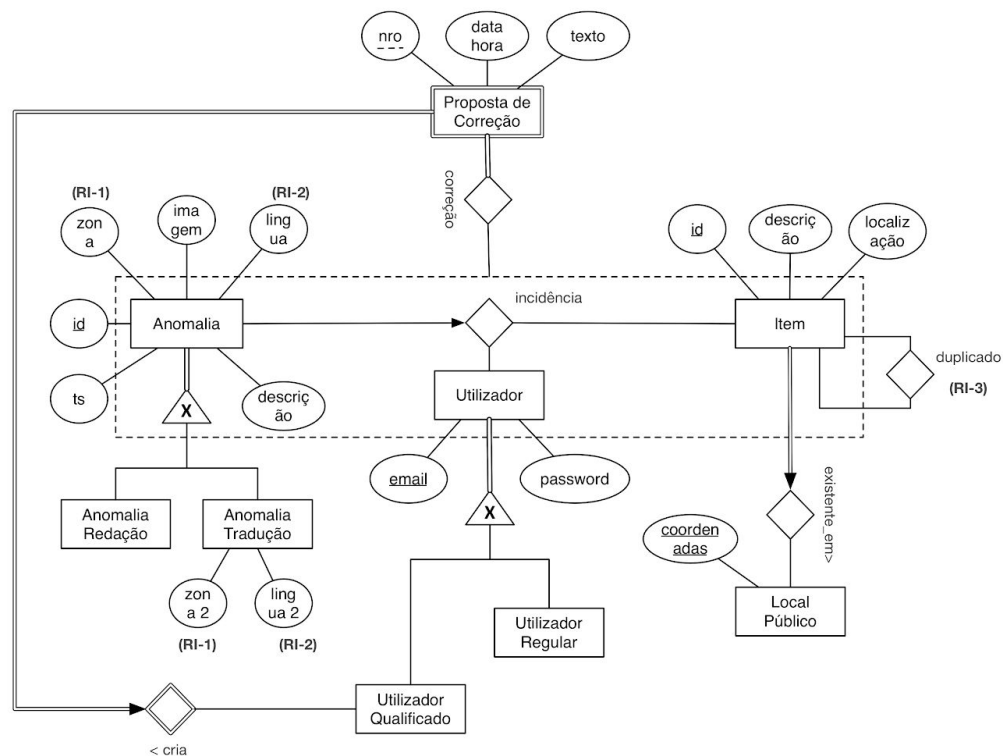 nro
data
hora
texto
Proposta de
Correção
correção
(RI-1)
(RI-2)
zon
a
ima
gem
ling
ua
id
descriç
ão
localiz
ação
incidência
id
Anomalia
Item
duplicado
(RI-3)
ts
descriç
ão
X
Utilizador
email
password
X
existente_em>
Anomalia
Redação
Anomalia
Tradução
coorden
adas
zon
a 2
ling
ua 2
(RI-1)
(RI-2)
Local
Público
Utilizador
Regular
Utilizador
Qualificado
< cria